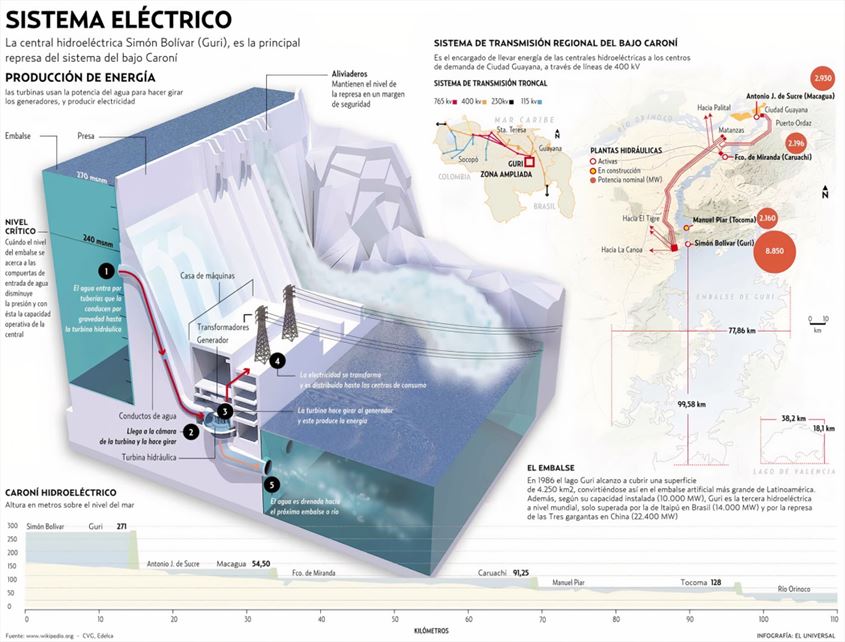 SISTEMA ELÉCTRICO
La central hidroeléctrica Simón Bolívar (Guri), es la principal
represa del sistema del bajo Caroní
PRODUCCIÓN DE ENERGÍA
las turbinas usan la potencia del agua para hacer girar
los generadores, y producir electricidad
Aliviaderos
Mantienen el nivel de
la represa en un margen
de seguridad
Embalse
Presa
270 msnm
240 msnm
NIVEL
CRÍTICO
Cuándo el nivel
del embalse se
acerca a las
compuertas de
entrada de agua
disminuye
la presión y con
ésta la capacidad
operativa de la
central
1
El agua entra por
tuberías que la
conducen por
gravedad hasta
la turbina hidráulica
Casa de máquinas
Transformadores
Generador
4
La electricidad se transforma
y es distribuida hasta los centros de consumo
3
La turbina hace girar al generador
y este produce la energía
Conductos de agua
2
Llega a la cámara
de la turbina y la hace girar
Turbina hidráulica
5
El agua es drenada hacia
el próximo embalse o río
SISTEMA DE TRANSMISIÓN REGIONAL DEL BAJO CARONÍ
Es el encargado de llevar energía de las centrales hidroeléctricas a los centros
de demanda de Ciudad Guayana, a través de líneas de 400 kV
SISTEMA DE TRANSMISIÓN TRONCAL
765 kv 400 kv 230kv 115 kv
MAR CARIBE
Sta. Teresa
Socopó
Guayana
GURI
ZONA AMPLIADA
COLOMBIA
BRASIL
N
PLANTAS HIDRÁULICAS
Activas
En construcción
Potencia nominal (MW)
2.930
Antonio J. de Sucre (Macagua)
Hacia Palital
Ciudad Guayana
RÍO ORINOCO
Puerto Ordaz
Matanzas
2.196
Fco. de Miranda (Caruachi)
N
Hacia El Tigre
Manuel Piar (Tocoma)
2.160
Hacia La Canoa
Simón Bolívar (Guri)
8.850
EMBALSE DE GURI
0 10
km
77,86 km
99,58 km
38,2 km
18,1 km
LAGO DE VALENCIA
EL EMBALSE
En 1986 el lago Guri alcanzo a cubrir una superficie
de 4.250 km2, convirtiéndose así en el embalse artificial más grande de Latinoamérica.
Además, según su capacidad instalada (10.000 MW), Guri es la tercera hidroeléctrica
a nivel mundial, solo superada por la de Itaipú en Brasil (14.000 MW) y por la represa
de las Tres gargantas en China (22.400 MW)
CARONÍ HIDROELÉCTRICO
Altura en metros sobre el nivel del mar
300
250
200
150
100
50
0
Simón Bolívar Guri 271
Antonio J. de Sucre Macagua 54,50
Fco. de Miranda Caruachi 91,25
Manuel Piar Tocoma 128
Río Orinoco
0 10 20 30 40 50 60 70 80 90 100 110
KILÓMETROS
Fuente: www.wikipedia.org - CVG, Edelca
INFOGRAFÍA: EL UNIVERSAL